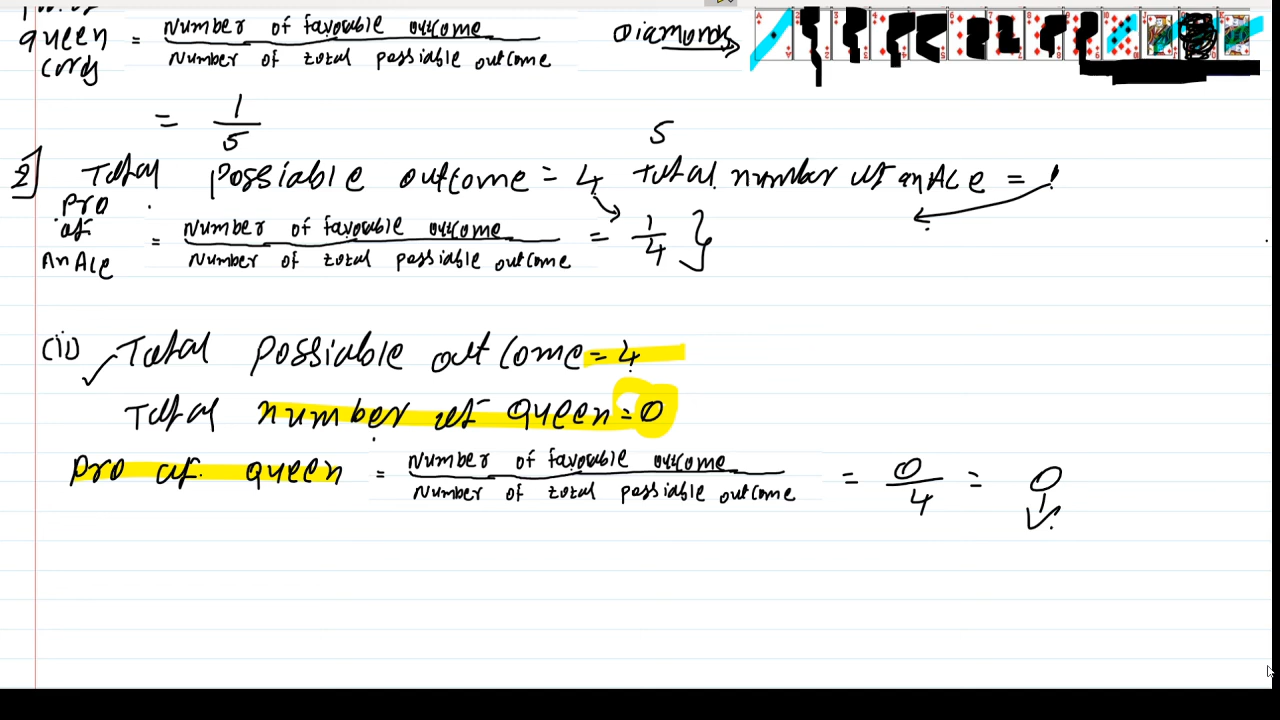 queen = Number of favouble outcome Diamonds
cords Number of total possiable outcome
= 1
5
5
2] Total possiable outcome = 4 Total number of an Ace = 1
pro
of = Number of favouble outcome = 1 }
An Ace Number of total possiable outcome 4
(ii) Total possiable outcome = 4
Total number of queen = 0
pro of queen = Number of favouble outcome = 0 = 0
Number of total possiable outcome 4